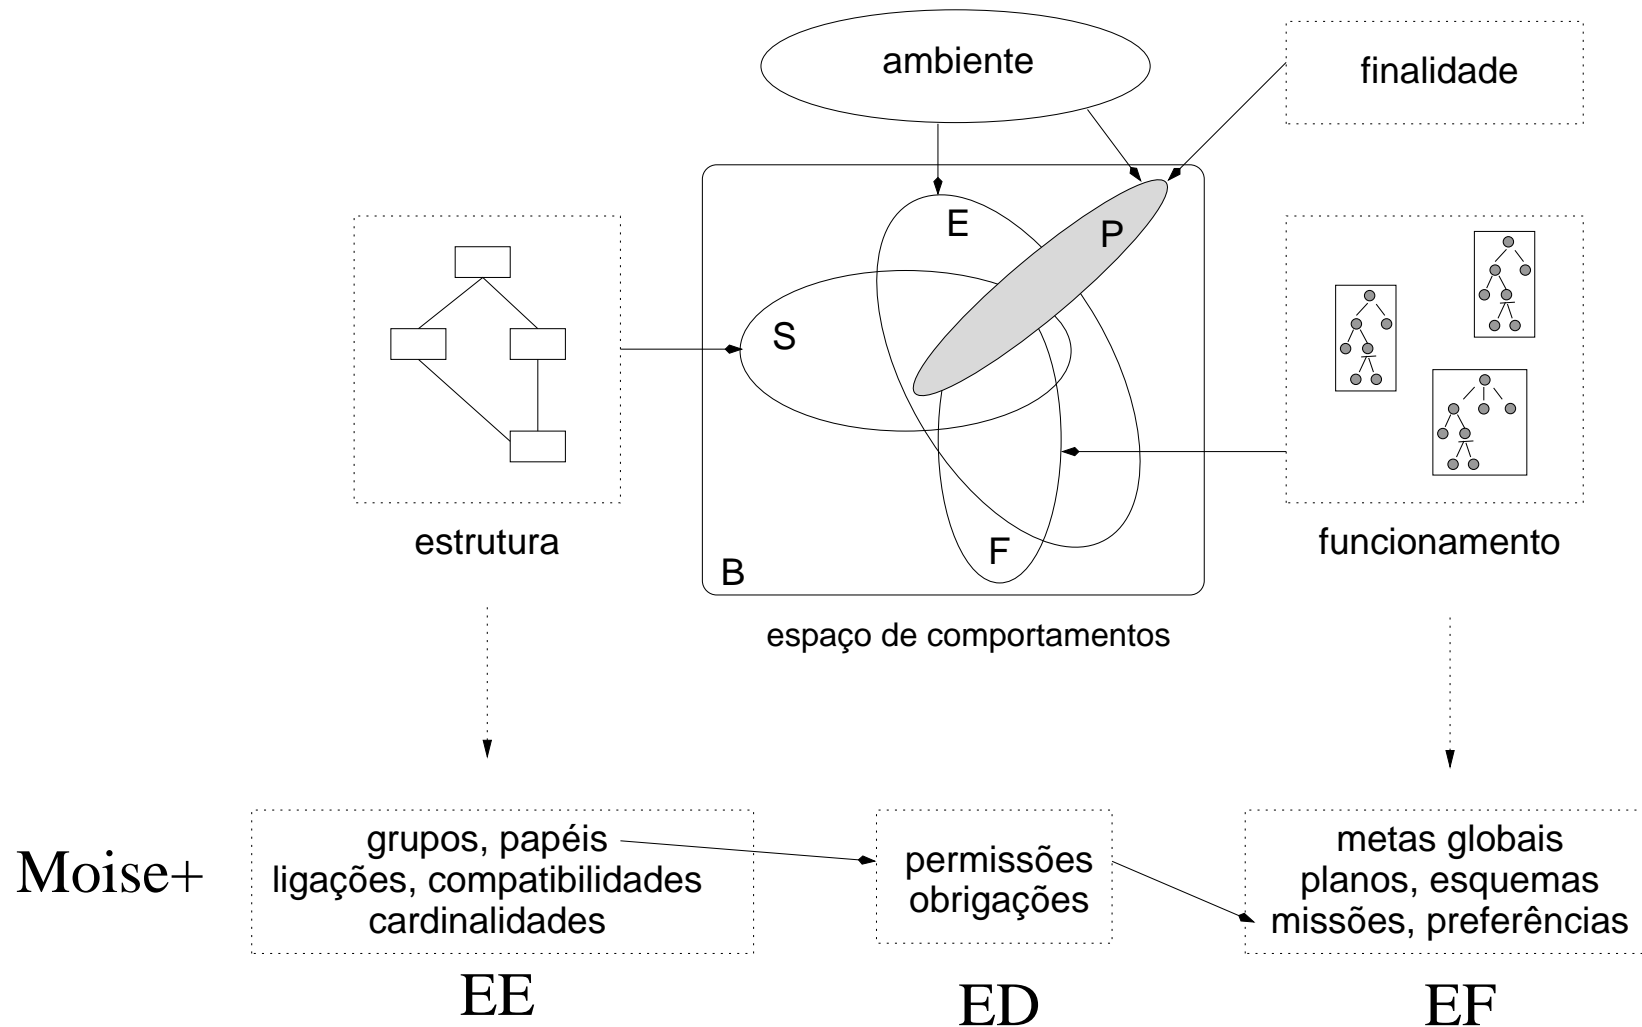 ambiente
finalidade
E
P
S
F
B
estrutura
funcionamento
espaço de comportamentos
Moise+
grupos, papéis
ligações, compatibilidades
cardinalidades
permissões
obrigações
metas globais
planos, esquemas
missões, preferências
EE
ED
EF